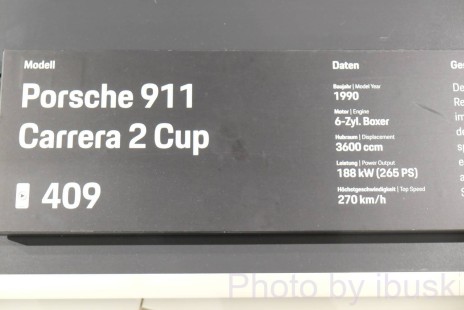 Modell
Porsche 911
Carrera 2 Cup
409
Daten
Baujahr | Model Year
1990
Motor | Engine
6-Zyl. Boxer
Hubraum | Displacement
3600 ccm
Leistung | Power Output
188 kW (265 PS)
Höchstgeschwindigkeit | Top Speed
270 km/h
Photo by ibusk